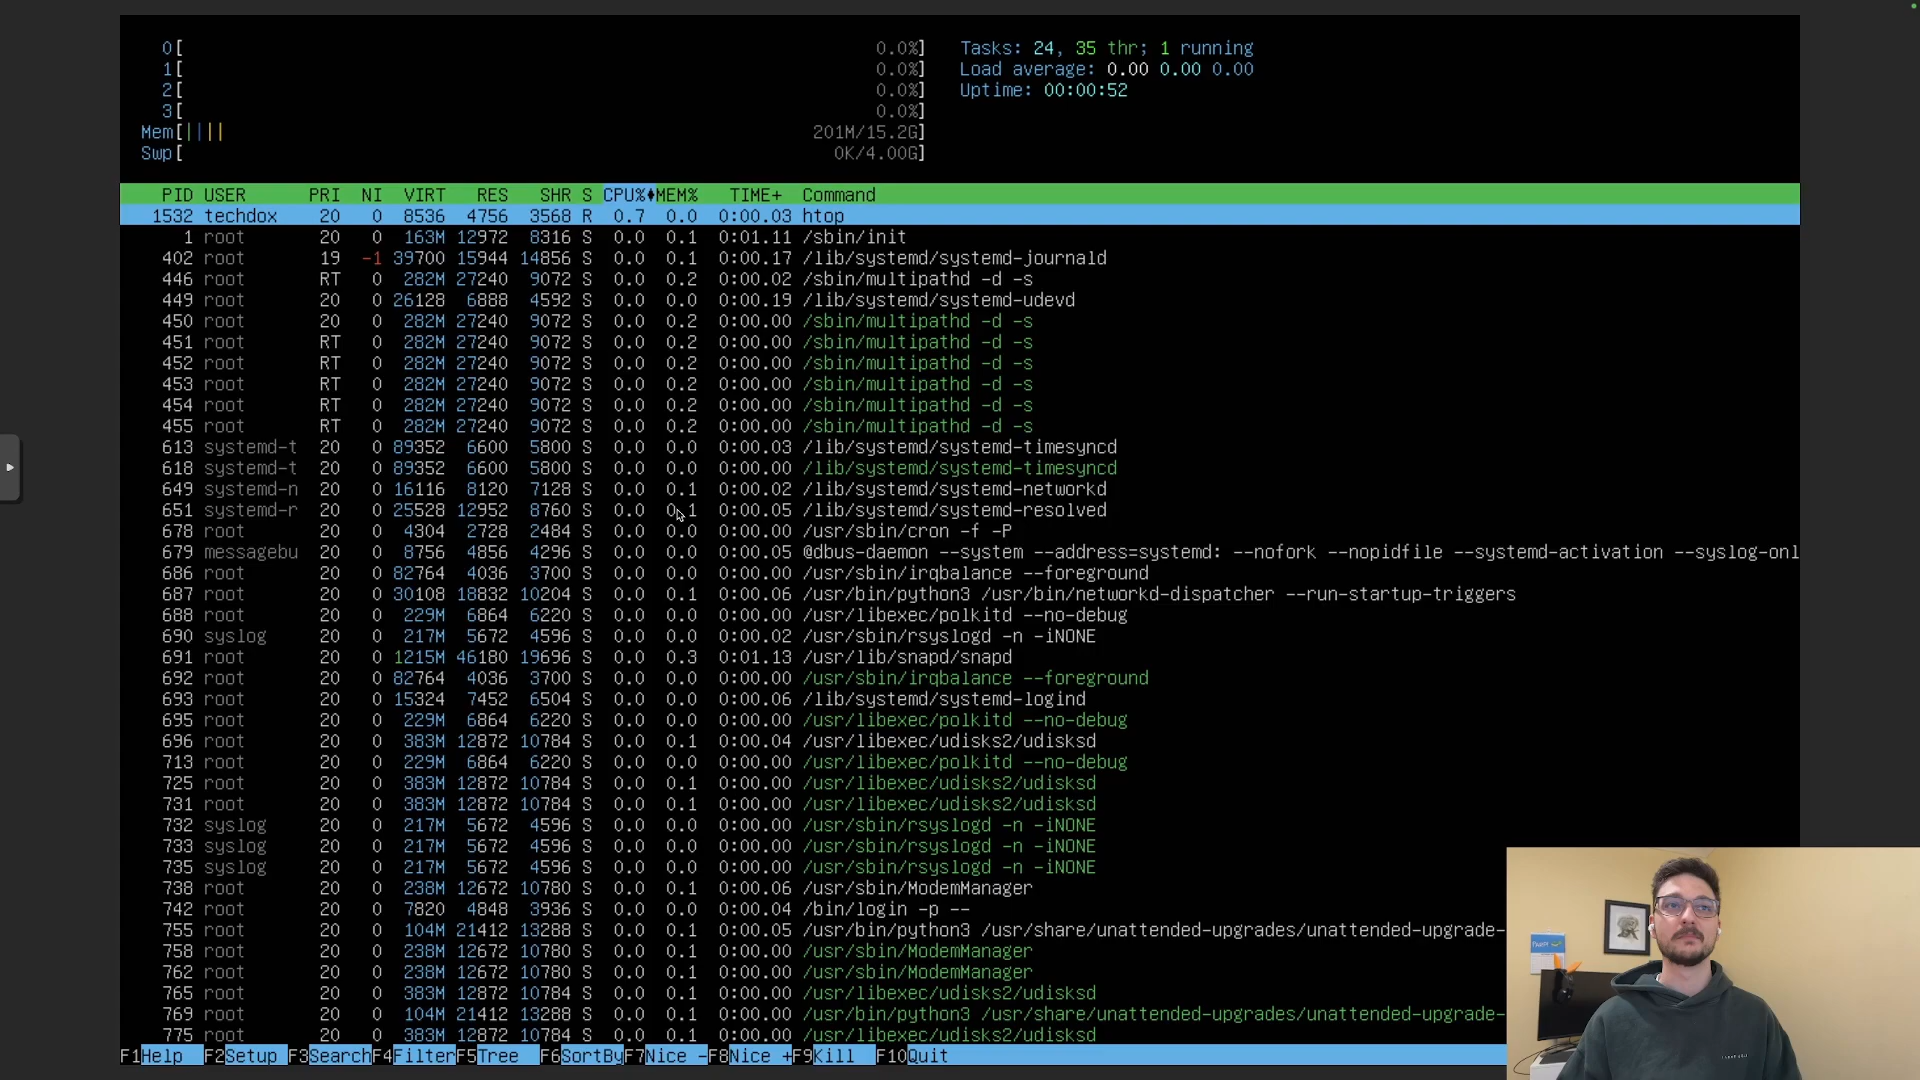 0[ 0.0%] Tasks: 24, 35 thr; 1 running
1[ 0.0%] Load average: 0.00 0.00 0.00
2[ 0.0%] Uptime: 00:00:52
3[ 0.0%]
Mem[|||| 201M/15.2G]
Swp[ 0K/4.00G]
PID USER PRI NI VIRT RES SHR S CPU% MEM% TIME+ Command
1532 techdox 20 0 8536 4756 3568 R 0.7 0.0 0:00.03 htop
1 root 20 0 163M 12972 8316 S 0.0 0.1 0:01.11 /sbin/init
402 root 19 -1 39700 15944 14856 S 0.0 0.1 0:00.17 /lib/systemd/systemd-journald
446 root RT 0 282M 27240 9072 S 0.0 0.2 0:00.02 /sbin/multipathd -d -s
449 root 20 0 26128 6888 4592 S 0.0 0.0 0:00.19 /lib/systemd/systemd-udevd
450 root 20 0 282M 27240 9072 S 0.0 0.2 0:00.00 /sbin/multipathd -d -s
451 root RT 0 282M 27240 9072 S 0.0 0.2 0:00.00 /sbin/multipathd -d -s
452 root RT 0 282M 27240 9072 S 0.0 0.2 0:00.00 /sbin/multipathd -d -s
453 root RT 0 282M 27240 9072 S 0.0 0.2 0:00.00 /sbin/multipathd -d -s
454 root RT 0 282M 27240 9072 S 0.0 0.2 0:00.00 /sbin/multipathd -d -s
455 root RT 0 282M 27240 9072 S 0.0 0.2 0:00.00 /sbin/multipathd -d -s
613 systemd-t 20 0 89352 6600 5800 S 0.0 0.0 0:00.03 /lib/systemd/systemd-timesyncd
618 systemd-t 20 0 89352 6600 5800 S 0.0 0.0 0:00.00 /lib/systemd/systemd-timesyncd
649 systemd-n 20 0 16116 8120 7128 S 0.0 0.1 0:00.02 /lib/systemd/systemd-networkd
651 systemd-r 20 0 25528 12952 8760 S 0.0 0.1 0:00.05 /lib/systemd/systemd-resolved
678 root 20 0 4304 2728 2484 S 0.0 0.0 0:00.00 /usr/sbin/cron -f -P
679 messagebu 20 0 8756 4856 4296 S 0.0 0.0 0:00.05 @dbus-daemon --system --address=systemd: --nofork --nopidfile --systemd-activation --syslog-onl
686 root 20 0 82764 4036 3700 S 0.0 0.0 0:00.00 /usr/sbin/irqbalance --foreground
687 root 20 0 30108 18832 10204 S 0.0 0.1 0:00.06 /usr/bin/python3 /usr/bin/networkd-dispatcher --run-startup-triggers
688 root 20 0 229M 6864 6220 S 0.0 0.0 0:00.00 /usr/libexec/polkitd --no-debug
690 syslog 20 0 217M 5672 4596 S 0.0 0.0 0:00.02 /usr/sbin/rsyslogd -n -iNONE
691 root 20 0 1215M 46180 19696 S 0.0 0.3 0:01.13 /usr/lib/snapd/snapd
692 root 20 0 82764 4036 3700 S 0.0 0.0 0:00.00 /usr/sbin/irqbalance --foreground
693 root 20 0 15324 7452 6504 S 0.0 0.0 0:00.06 /lib/systemd/systemd-logind
695 root 20 0 229M 6864 6220 S 0.0 0.0 0:00.00 /usr/libexec/polkitd --no-debug
696 root 20 0 383M 12872 10784 S 0.0 0.1 0:00.04 /usr/libexec/udisks2/udisksd
713 root 20 0 229M 6864 6220 S 0.0 0.0 0:00.00 /usr/libexec/polkitd --no-debug
725 root 20 0 383M 12872 10784 S 0.0 0.1 0:00.00 /usr/libexec/udisks2/udisksd
731 root 20 0 383M 12872 10784 S 0.0 0.1 0:00.00 /usr/libexec/udisks2/udisksd
732 syslog 20 0 217M 5672 4596 S 0.0 0.0 0:00.00 /usr/sbin/rsyslogd -n -iNONE
733 syslog 20 0 217M 5672 4596 S 0.0 0.0 0:00.00 /usr/sbin/rsyslogd -n -iNONE
735 syslog 20 0 217M 5672 4596 S 0.0 0.0 0:00.00 /usr/sbin/rsyslogd -n -iNONE
738 root 20 0 238M 12672 10780 S 0.0 0.1 0:00.06 /usr/sbin/ModemManager
742 root 20 0 7820 4848 3936 S 0.0 0.0 0:00.04 /bin/login -p --
755 root 20 0 104M 21412 13288 S 0.0 0.1 0:00.05 /usr/bin/python3 /usr/share/unattended-upgrades/unattended-upgrade-
758 root 20 0 238M 12672 10780 S 0.0 0.1 0:00.00 /usr/sbin/ModemManager
762 root 20 0 238M 12672 10780 S 0.0 0.1 0:00.00 /usr/sbin/ModemManager
765 root 20 0 383M 12872 10784 S 0.0 0.1 0:00.00 /usr/libexec/udisks2/udisksd
769 root 20 0 104M 21412 13288 S 0.0 0.1 0:00.00 /usr/bin/python3 /usr/share/unattended-upgrades/unattended-upgrade-
775 root 20 0 383M 12872 10784 S 0.0 0.1 0:00.00 /usr/libexec/udisks2/udisksd
F1Help F2Setup F3SearchF4FilterF5Tree F6SortByF7Nice -F8Nice +F9Kill F10Quit